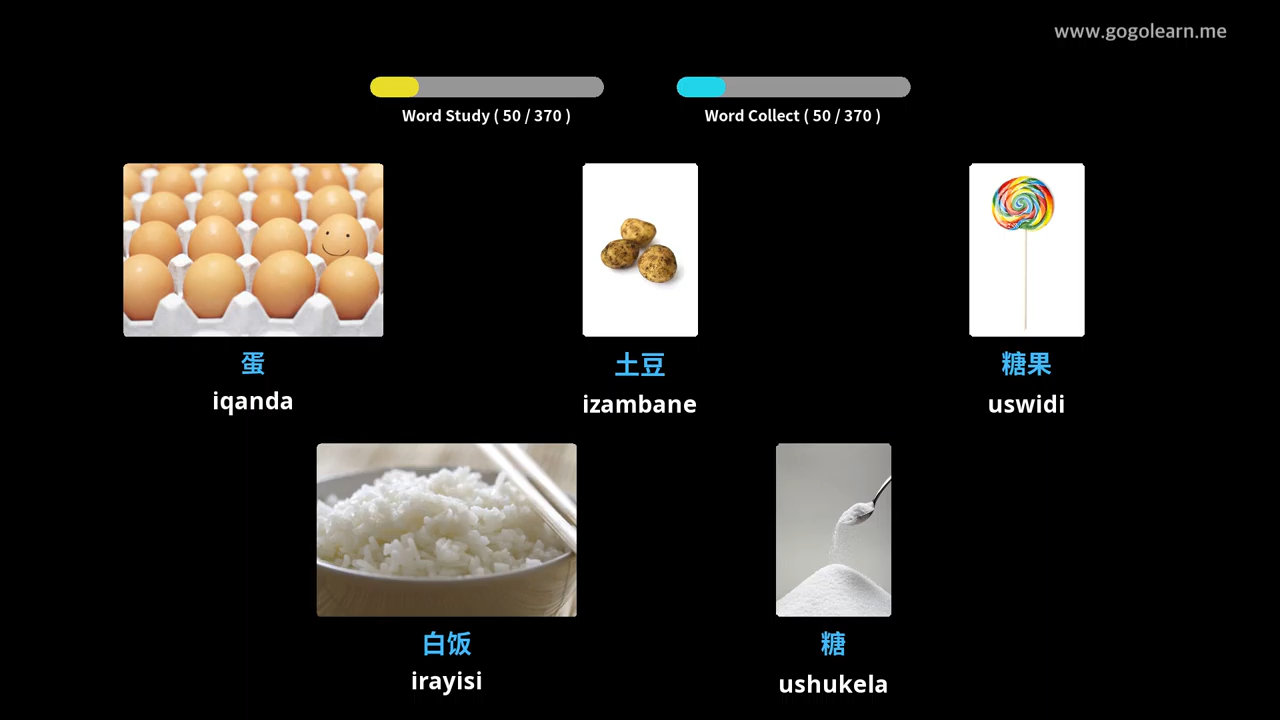 www.gogolearn.me
Word Study ( 50 / 370 )
Word Collect ( 50 / 370 )
蛋
iqanda
土豆
izambane
糖果
uswidi
白饭
irayisi
糖
ushukela